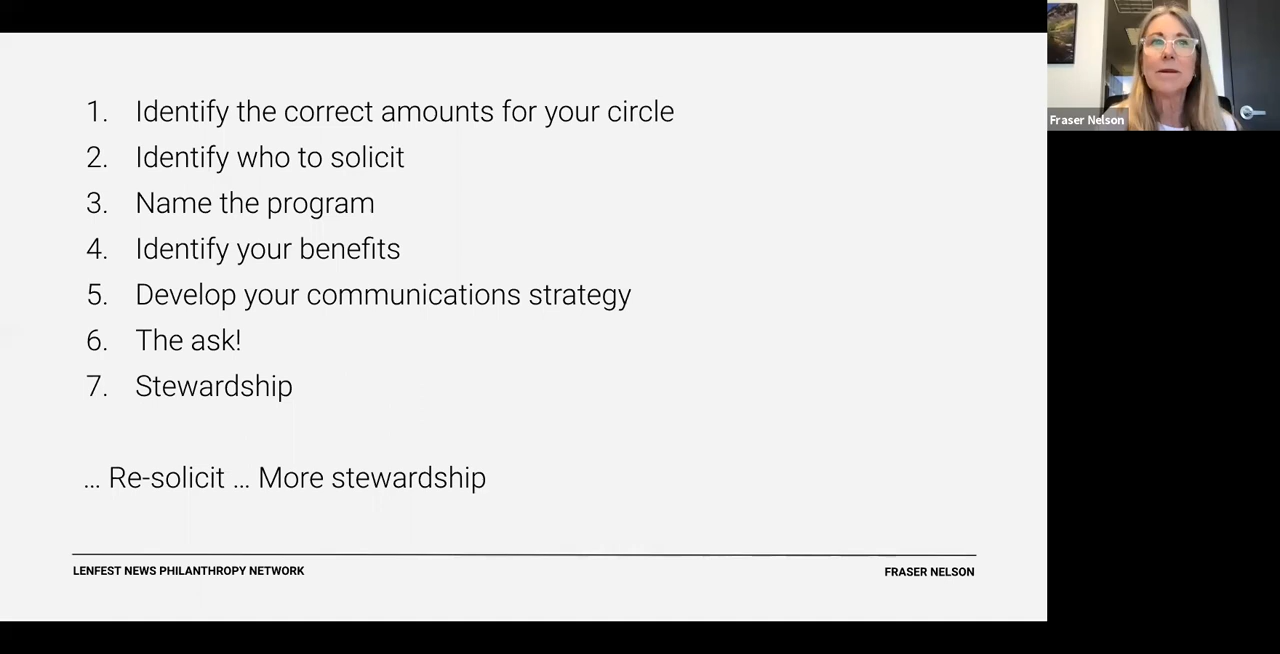 1. Identify the correct amounts for your circle
2. Identify who to solicit
3. Name the program
4. Identify your benefits
5. Develop your communications strategy
6. The ask!
7. Stewardship
... Re-solicit ... More stewardship
LENFEST NEWS PHILANTHROPY NETWORK
FRASER NELSON
Fraser Nelson